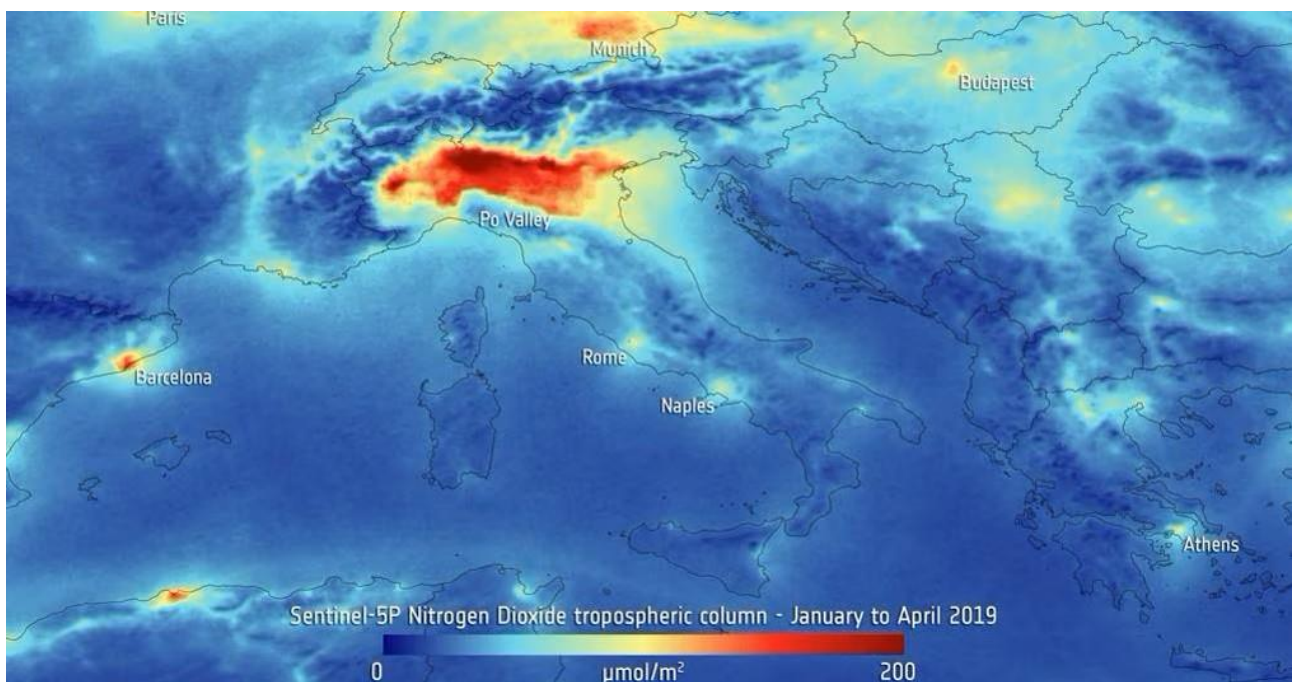 Paris
Munich
Budapest
Po Valley
Barcelona
Rome
Naples
Athens
Sentinel-5P Nitrogen Dioxide tropospheric column - January to April 2019
0 µmol/m² 200